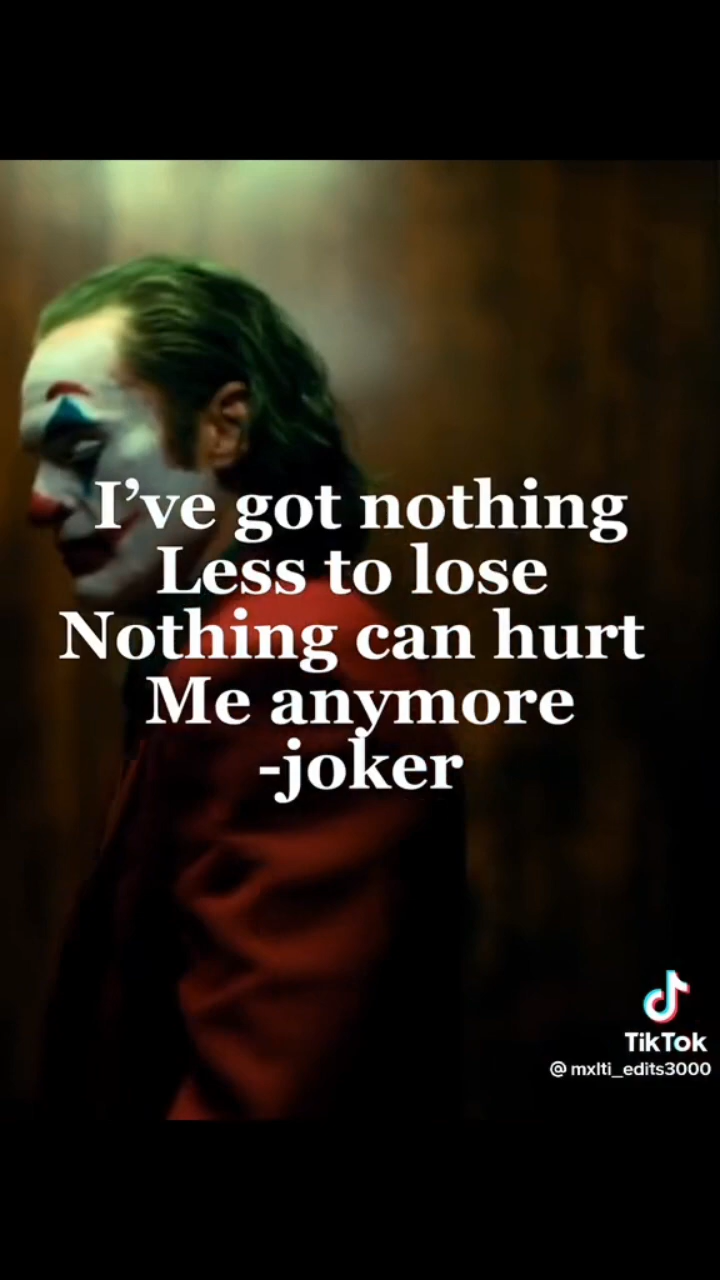 I've got nothing
Less to lose
Nothing can hurt
Me anymore
-joker
TikTok
@mxlti_edits3000